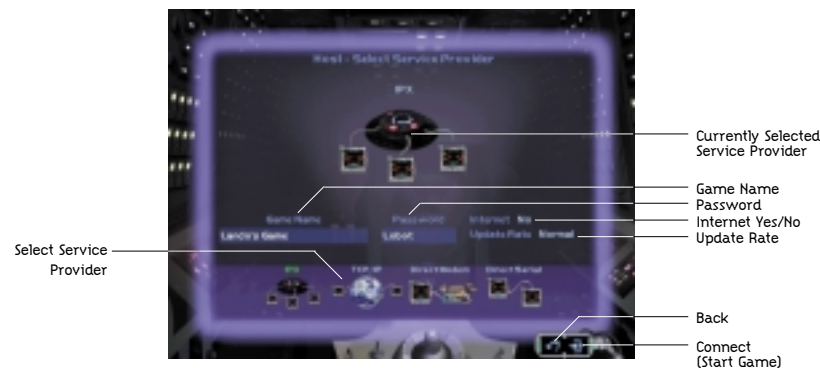 Host - Select Service Provider
IPX
Currently Selected
Service Provider
Game Name
Password
Internet Yes/No
Update Rate
Game Name
Password
Internet No
Lando's Game
Lobot
Update Rate Normal
Select Service
Provider
IPX
TCP/IP
Direct Modem
Direct Serial
Back
Connect
(Start Game)